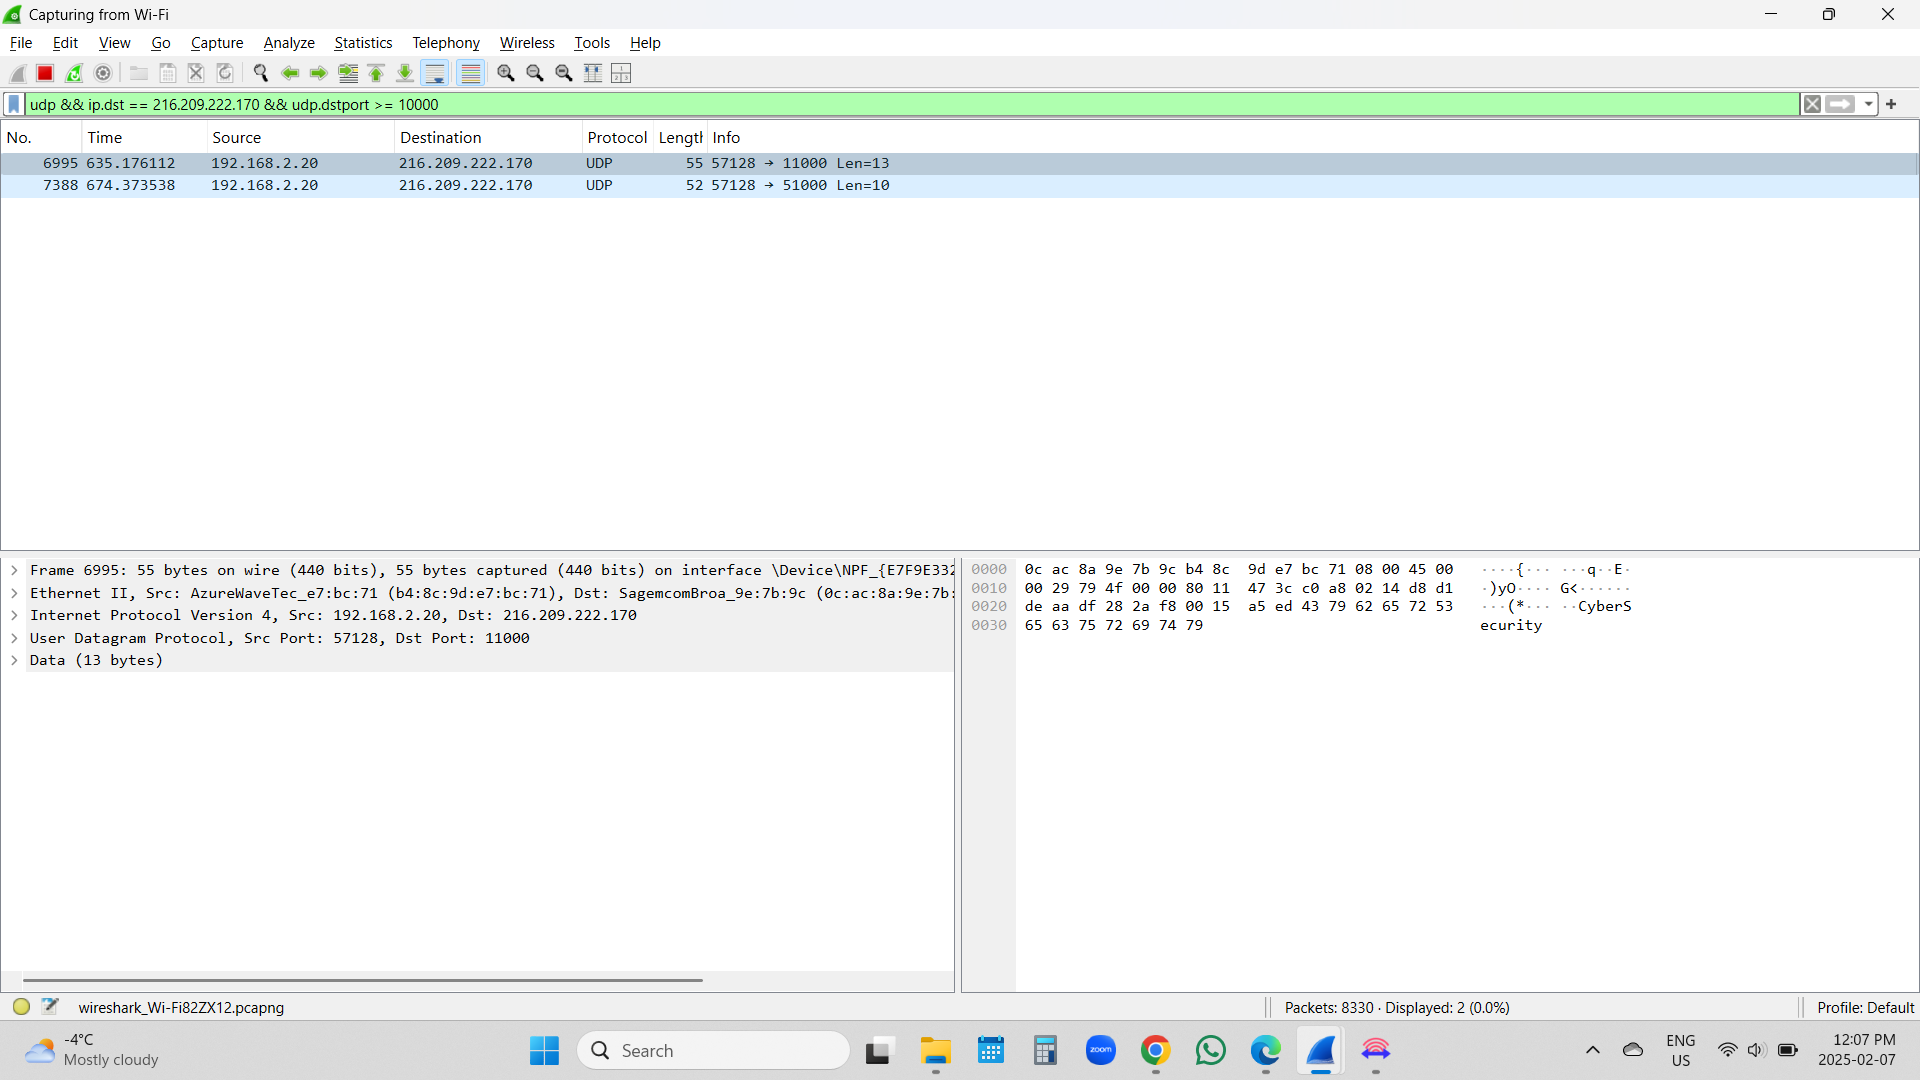 Capturing from Wi-Fi
File Edit View Go Capture Analyze Statistics Telephony Wireless Tools Help
udp && ip.dst == 216.209.222.170 && udp.dstport >= 10000
No. Time Source Destination Protocol Length Info
6995 635.176112 192.168.2.20 216.209.222.170 UDP 55 57128 → 11000 Len=13
7388 674.373538 192.168.2.20 216.209.222.170 UDP 52 57128 → 51000 Len=10
Frame 6995: 55 bytes on wire (440 bits), 55 bytes captured (440 bits) on interface \Device\NPF_{E7F9E332
Ethernet II, Src: AzureWaveTec_e7:bc:71 (b4:8c:9d:e7:bc:71), Dst: SagemcomBroa_9e:7b:9c (0c:ac:8a:9e:7b:
Internet Protocol Version 4, Src: 192.168.2.20, Dst: 216.209.222.170
User Datagram Protocol, Src Port: 57128, Dst Port: 11000
Data (13 bytes)
0000 0c ac 8a 9e 7b 9c b4 8c 9d e7 bc 71 08 00 45 00 ····{··· ···q··E·
0010 00 29 79 4f 00 00 80 11 47 3c c0 a8 02 14 d8 d1 ·)yO···· G<······
0020 de aa df 28 2a f8 00 15 a5 ed 43 79 62 65 72 53 ···(*··· ··CyberS
0030 65 63 75 72 69 74 79 ecurity
wireshark_Wi-Fi82ZX12.pcapng
Packets: 8330 · Displayed: 2 (0.0%)
Profile: Default
-4°C
Mostly cloudy
Search
zoom
ENG
US
12:07 PM
2025-02-07